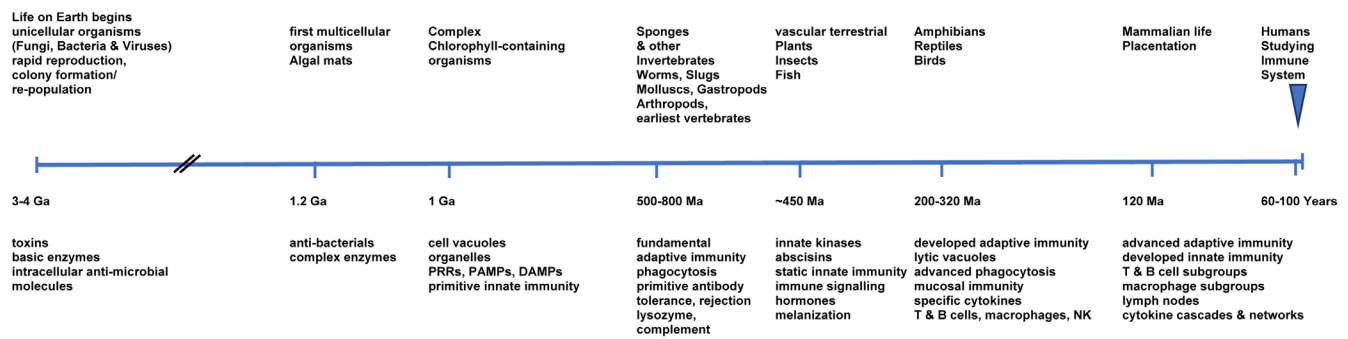 Life on Earth begins
unicellular organisms
(Fungi, Bacteria & Viruses)
rapid reproduction,
colony formation/
re-population
first multicellular
organisms
Algal mats
Complex
Chlorophyll-containing
organisms
Sponges
& other
Invertebrates
Worms, Slugs
Molluscs, Gastropods
Arthropods,
earliest vertebrates
vascular terrestrial
Plants
Insects
Fish
Amphibians
Reptiles
Birds
Mammalian life
Placentation
Humans
Studying
Immune
System
3-4 Ga
1.2 Ga
1 Ga
500-800 Ma
~450 Ma
200-320 Ma
120 Ma
60-100 Years
toxins
basic enzymes
intracellular anti-microbial
molecules
anti-bacterials
complex enzymes
cell vacuoles
organelles
PRRs, PAMPs, DAMPs
primitive innate immunity
fundamental
adaptive immunity
phagocytosis
primitive antibody
tolerance, rejection
lysozyme,
complement
innate kinases
abscisins
static innate immunity
immune signalling
hormones
melanization
developed adaptive immunity
lytic vacuoles
advanced phagocytosis
mucosal immunity
specific cytokines
T & B cells, macrophages, NK
advanced adaptive immunity
developed innate immunity
T & B cell subgroups
macrophage subgroups
lymph nodes
cytokine cascades & networks